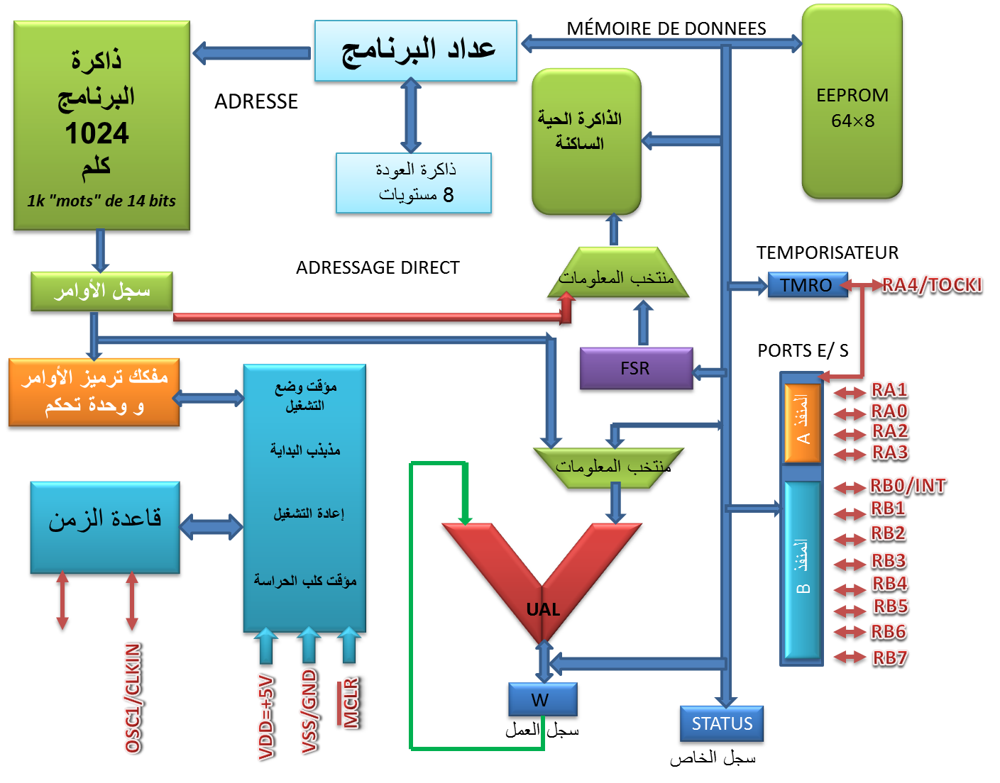 MÉMOIRE DE DONNEES
عداد البرنامج
ذاكرة
البرنامج
1024
كلم
1k "mots" de 14 bits
ADRESSE
EEPROM
64×8
الذاكرة الحية
الساكنة
ذاكرة العودة
8 مستويات
TEMPORISATEUR
ADRESSAGE DIRECT
منتخب المعلومات
TMRO
RA4/TOCKI
سجل الأوامر
PORTS E/ S
FSR
مفكك ترميز الأوامر
و وحدة تحكم
مؤقت وضع
التشغيل
مذبذب البداية
إعادة التشغيل
مؤقت كلب الحراسة
المنفذ A
RA1
RA0
RA2
RA3
منتخب المعلومات
المنفذ B
RB0/INT
RB1
RB2
RB3
RB4
RB5
RB6
RB7
قاعدة الزمن
UAL
OSC1/CLKIN
VDD=+5V
VSS/GND
MCLR
W
سجل العمل
STATUS
سجل الخاص